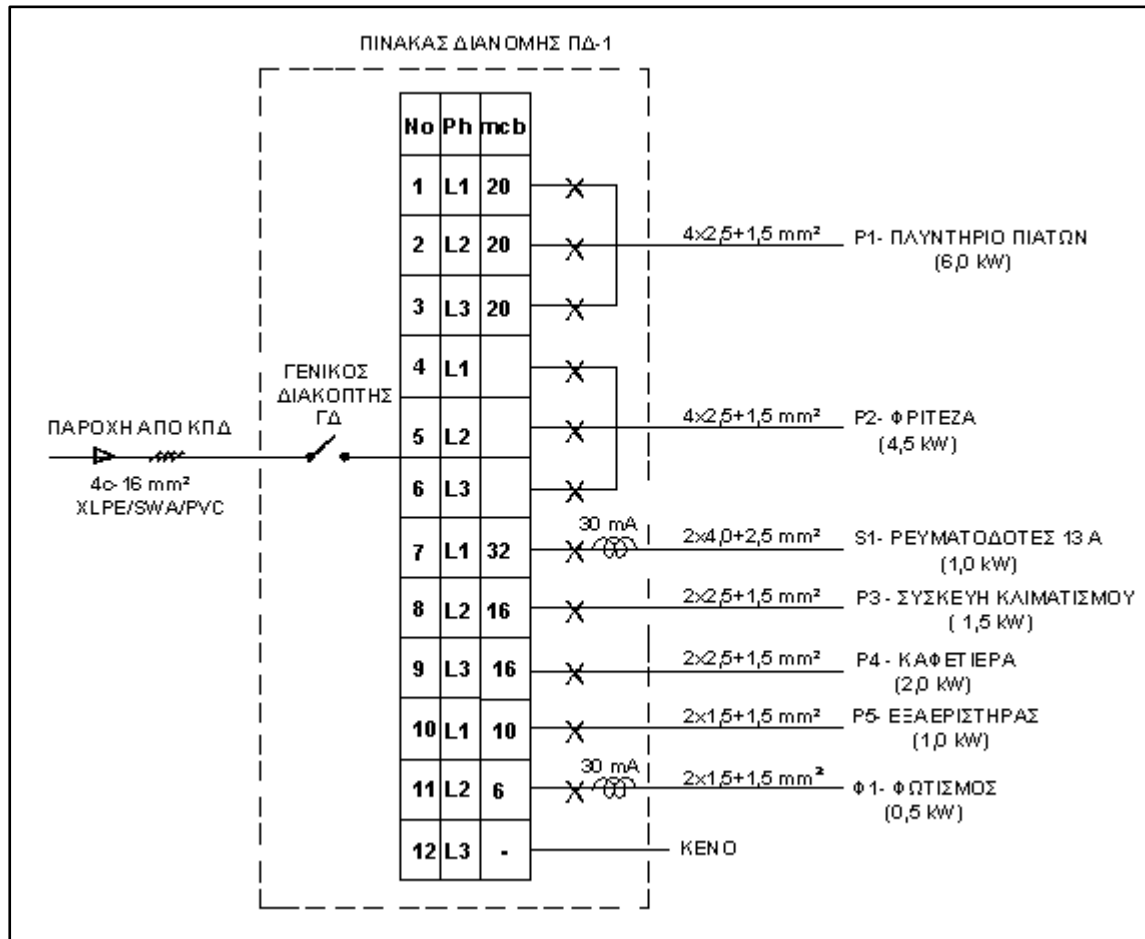 ΠΙΝΑΚΑΣ ΔΙΑΝΟΜΗΣ ΠΔ-1
No Ph mcb
1 L1 20
2 L2 20
3 L3 20
4 L1
5 L2
6 L3
7 L1 32
8 L2 16
9 L3 16
10 L1 10
11 L2 6
12 L3 -
ΓΕΝΙΚΟΣ
ΔΙΑΚΟΠΤΗΣ
ΓΔ
ΠΑΡΟΧΗ ΑΠΟ ΚΠΔ
4c-16 mm²
XLPE/SWA/PVC
4x2,5+1,5 mm² P1- ΠΛΥΝΤΗΡΙΟ ΠΙΑΤΩΝ
(6,0 kW)
4x2,5+1,5 mm² P2- ΦΡΙΤΕΖΑ
(4,5 kW)
30 mA 2x4,0+2,5 mm² S1- ΡΕΥΜΑΤΟΔΟΤΕΣ 13 Α
(1,0 kW)
2x2,5+1,5 mm² P3 - ΣΥΣΚΕΥΗ ΚΛΙΜΑΤΙΣΜΟΥ
( 1,5 kW)
2x2,5+1,5 mm² P4 - ΚΑΦΕΤΙΕΡΑ
(2,0 kW)
2x1,5+1,5 mm² P5- ΕΞΑΕΡΙΣΤΗΡΑΣ
(1,0 kW)
30 mA 2x1,5+1,5 mm² Φ1- ΦΩΤΙΣΜΟΣ
(0,5 kW)
ΚΕΝΟ